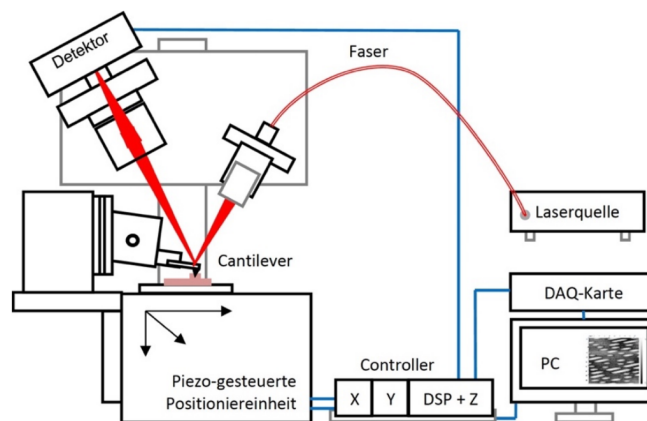 Detektor
Faser
Laserquelle
Cantilever
DAQ-Karte
Controller
PC
Piezo-gesteuerte
Positioniereinheit
X Y DSP + Z